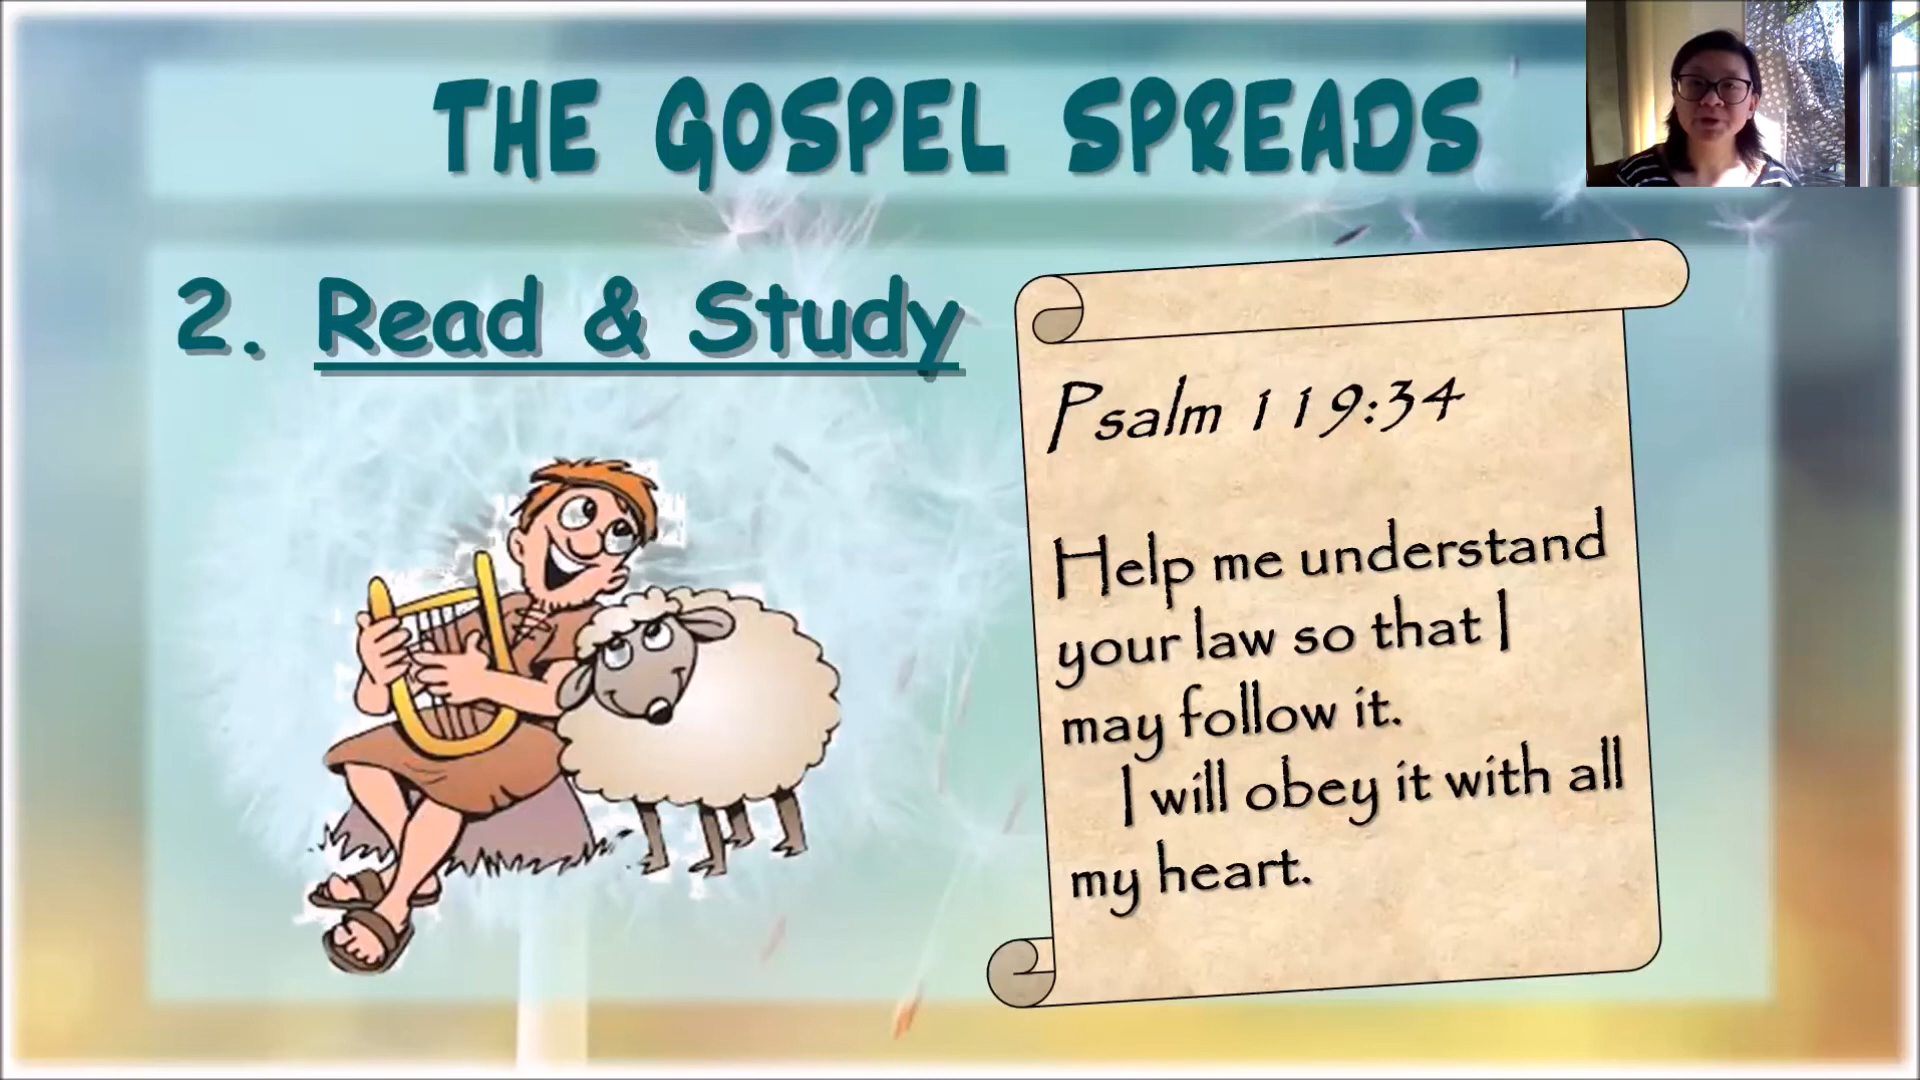 THE GOSPEL SPREADS
2. Read & Study
Psalm 119:34
Help me understand
your law so that I
may follow it.
I will obey it with all
my heart.